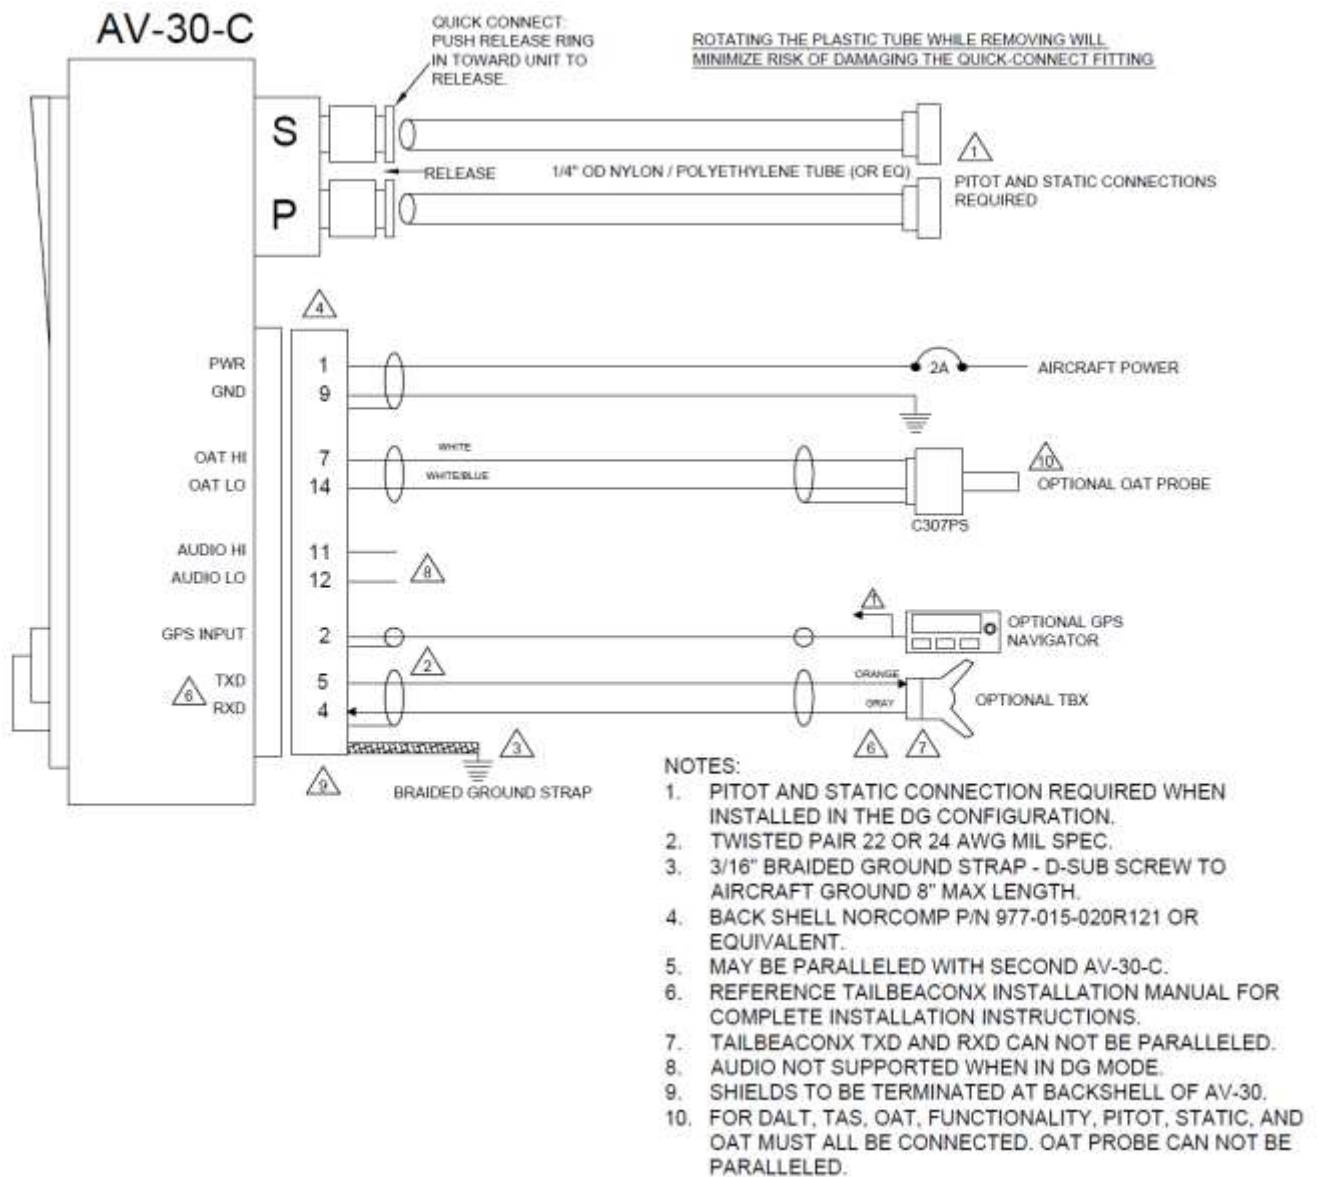 AV-30-C
QUICK CONNECT:
PUSH RELEASE RING
IN TOWARD UNIT TO
RELEASE.
ROTATING THE PLASTIC TUBE WHILE REMOVING WILL
MINIMIZE RISK OF DAMAGING THE QUICK-CONNECT FITTING
S
RELEASE
1/4" OD NYLON / POLYETHYLENE TUBE (OR EQ)
1
PITOT AND STATIC CONNECTIONS
REQUIRED
P
4
PWR 1 2A AIRCRAFT POWER
GND 9
OAT HI 7 WHITE
10
OAT LO 14 WHITE/BLUE OPTIONAL OAT PROBE
C307PS
AUDIO HI 11
8
AUDIO LO 12
GPS INPUT 2
OPTIONAL GPS
NAVIGATOR
2
TXD 5 ORANGE
6
OPTIONAL TBX
RXD 4 GRAY
3
6 7
9
BRAIDED GROUND STRAP
NOTES:
1. PITOT AND STATIC CONNECTION REQUIRED WHEN
INSTALLED IN THE DG CONFIGURATION.
2. TWISTED PAIR 22 OR 24 AWG MIL SPEC.
3. 3/16" BRAIDED GROUND STRAP - D-SUB SCREW TO
AIRCRAFT GROUND 8" MAX LENGTH.
4. BACK SHELL NORCOMP P/N 977-015-020R121 OR
EQUIVALENT.
5. MAY BE PARALLELED WITH SECOND AV-30-C.
6. REFERENCE TAILBEACONX INSTALLATION MANUAL FOR
COMPLETE INSTALLATION INSTRUCTIONS.
7. TAILBEACONX TXD AND RXD CAN NOT BE PARALLELED.
8. AUDIO NOT SUPPORTED WHEN IN DG MODE.
9. SHIELDS TO BE TERMINATED AT BACKSHELL OF AV-30.
10. FOR DALT, TAS, OAT, FUNCTIONALITY, PITOT, STATIC, AND
OAT MUST ALL BE CONNECTED. OAT PROBE CAN NOT BE
PARALLELED.